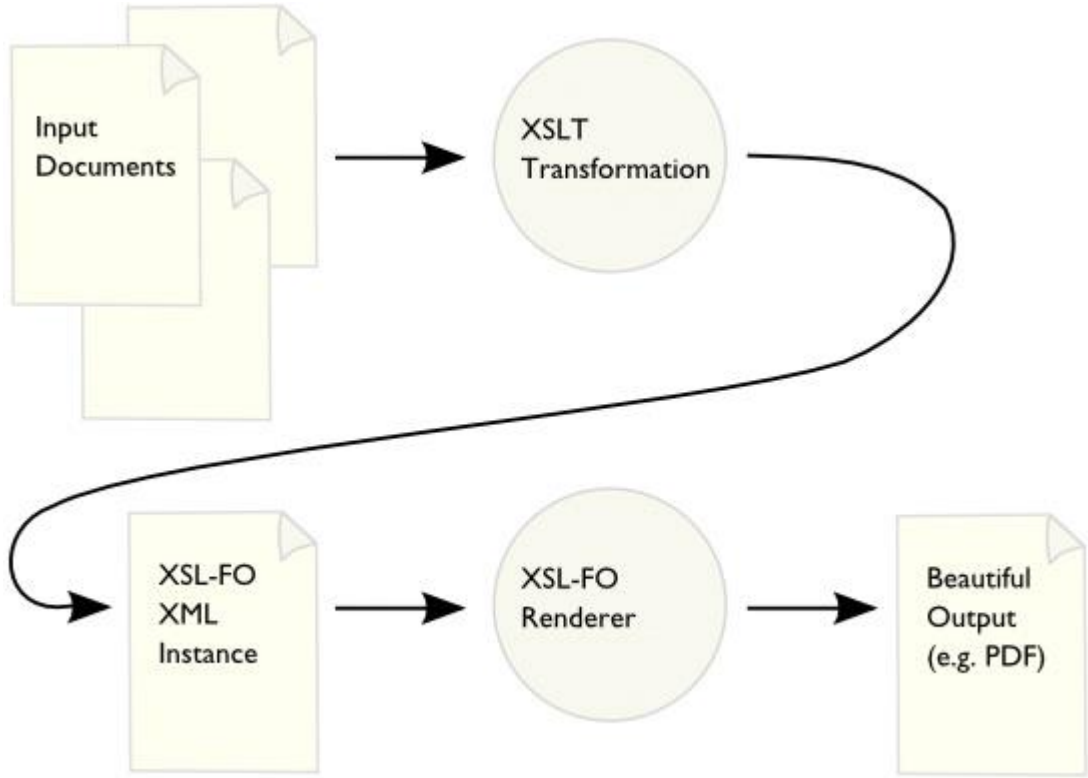 Input
Documents
XSLT
Transformation
XSL-FO
XML
Instance
XSL-FO
Renderer
Beautiful
Output
(e.g. PDF)